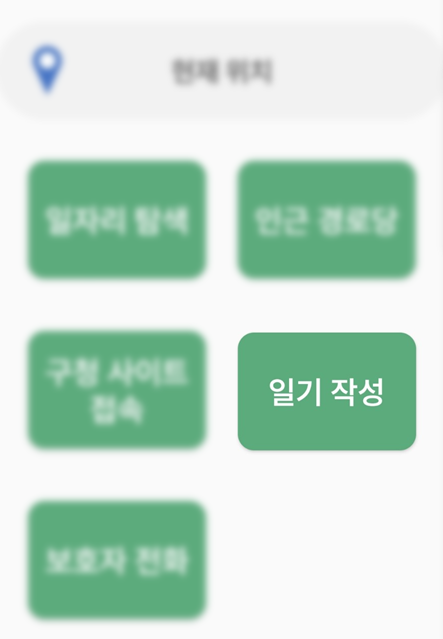 현재 위치
일자리 탐색
인근 경로당
구청 사이트
접속
일기 작성
보호자 전화